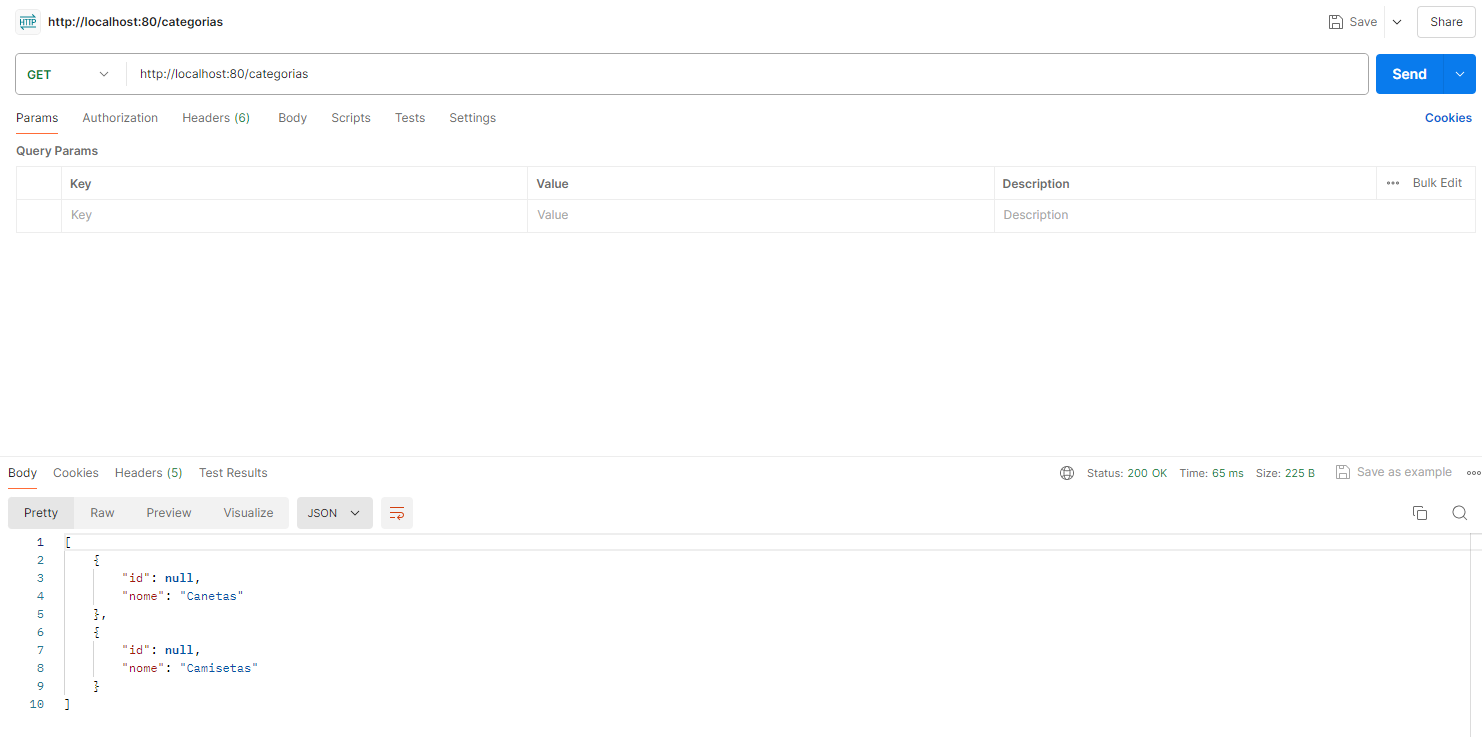 HTTP http://localhost:80/categorias Save Share
GET http://localhost:80/categorias Send
Params Authorization Headers (6) Body Scripts Tests Settings Cookies
Query Params
Key Value Description Bulk Edit
Key Value Description
Body Cookies Headers (5) Test Results Status: 200 OK Time: 65 ms Size: 225 B Save as example
Pretty Raw Preview Visualize JSON
1 [
2 {
3 "id": null,
4 "nome": "Canetas"
5 },
6 {
7 "id": null,
8 "nome": "Camisetas"
9 }
10 ]